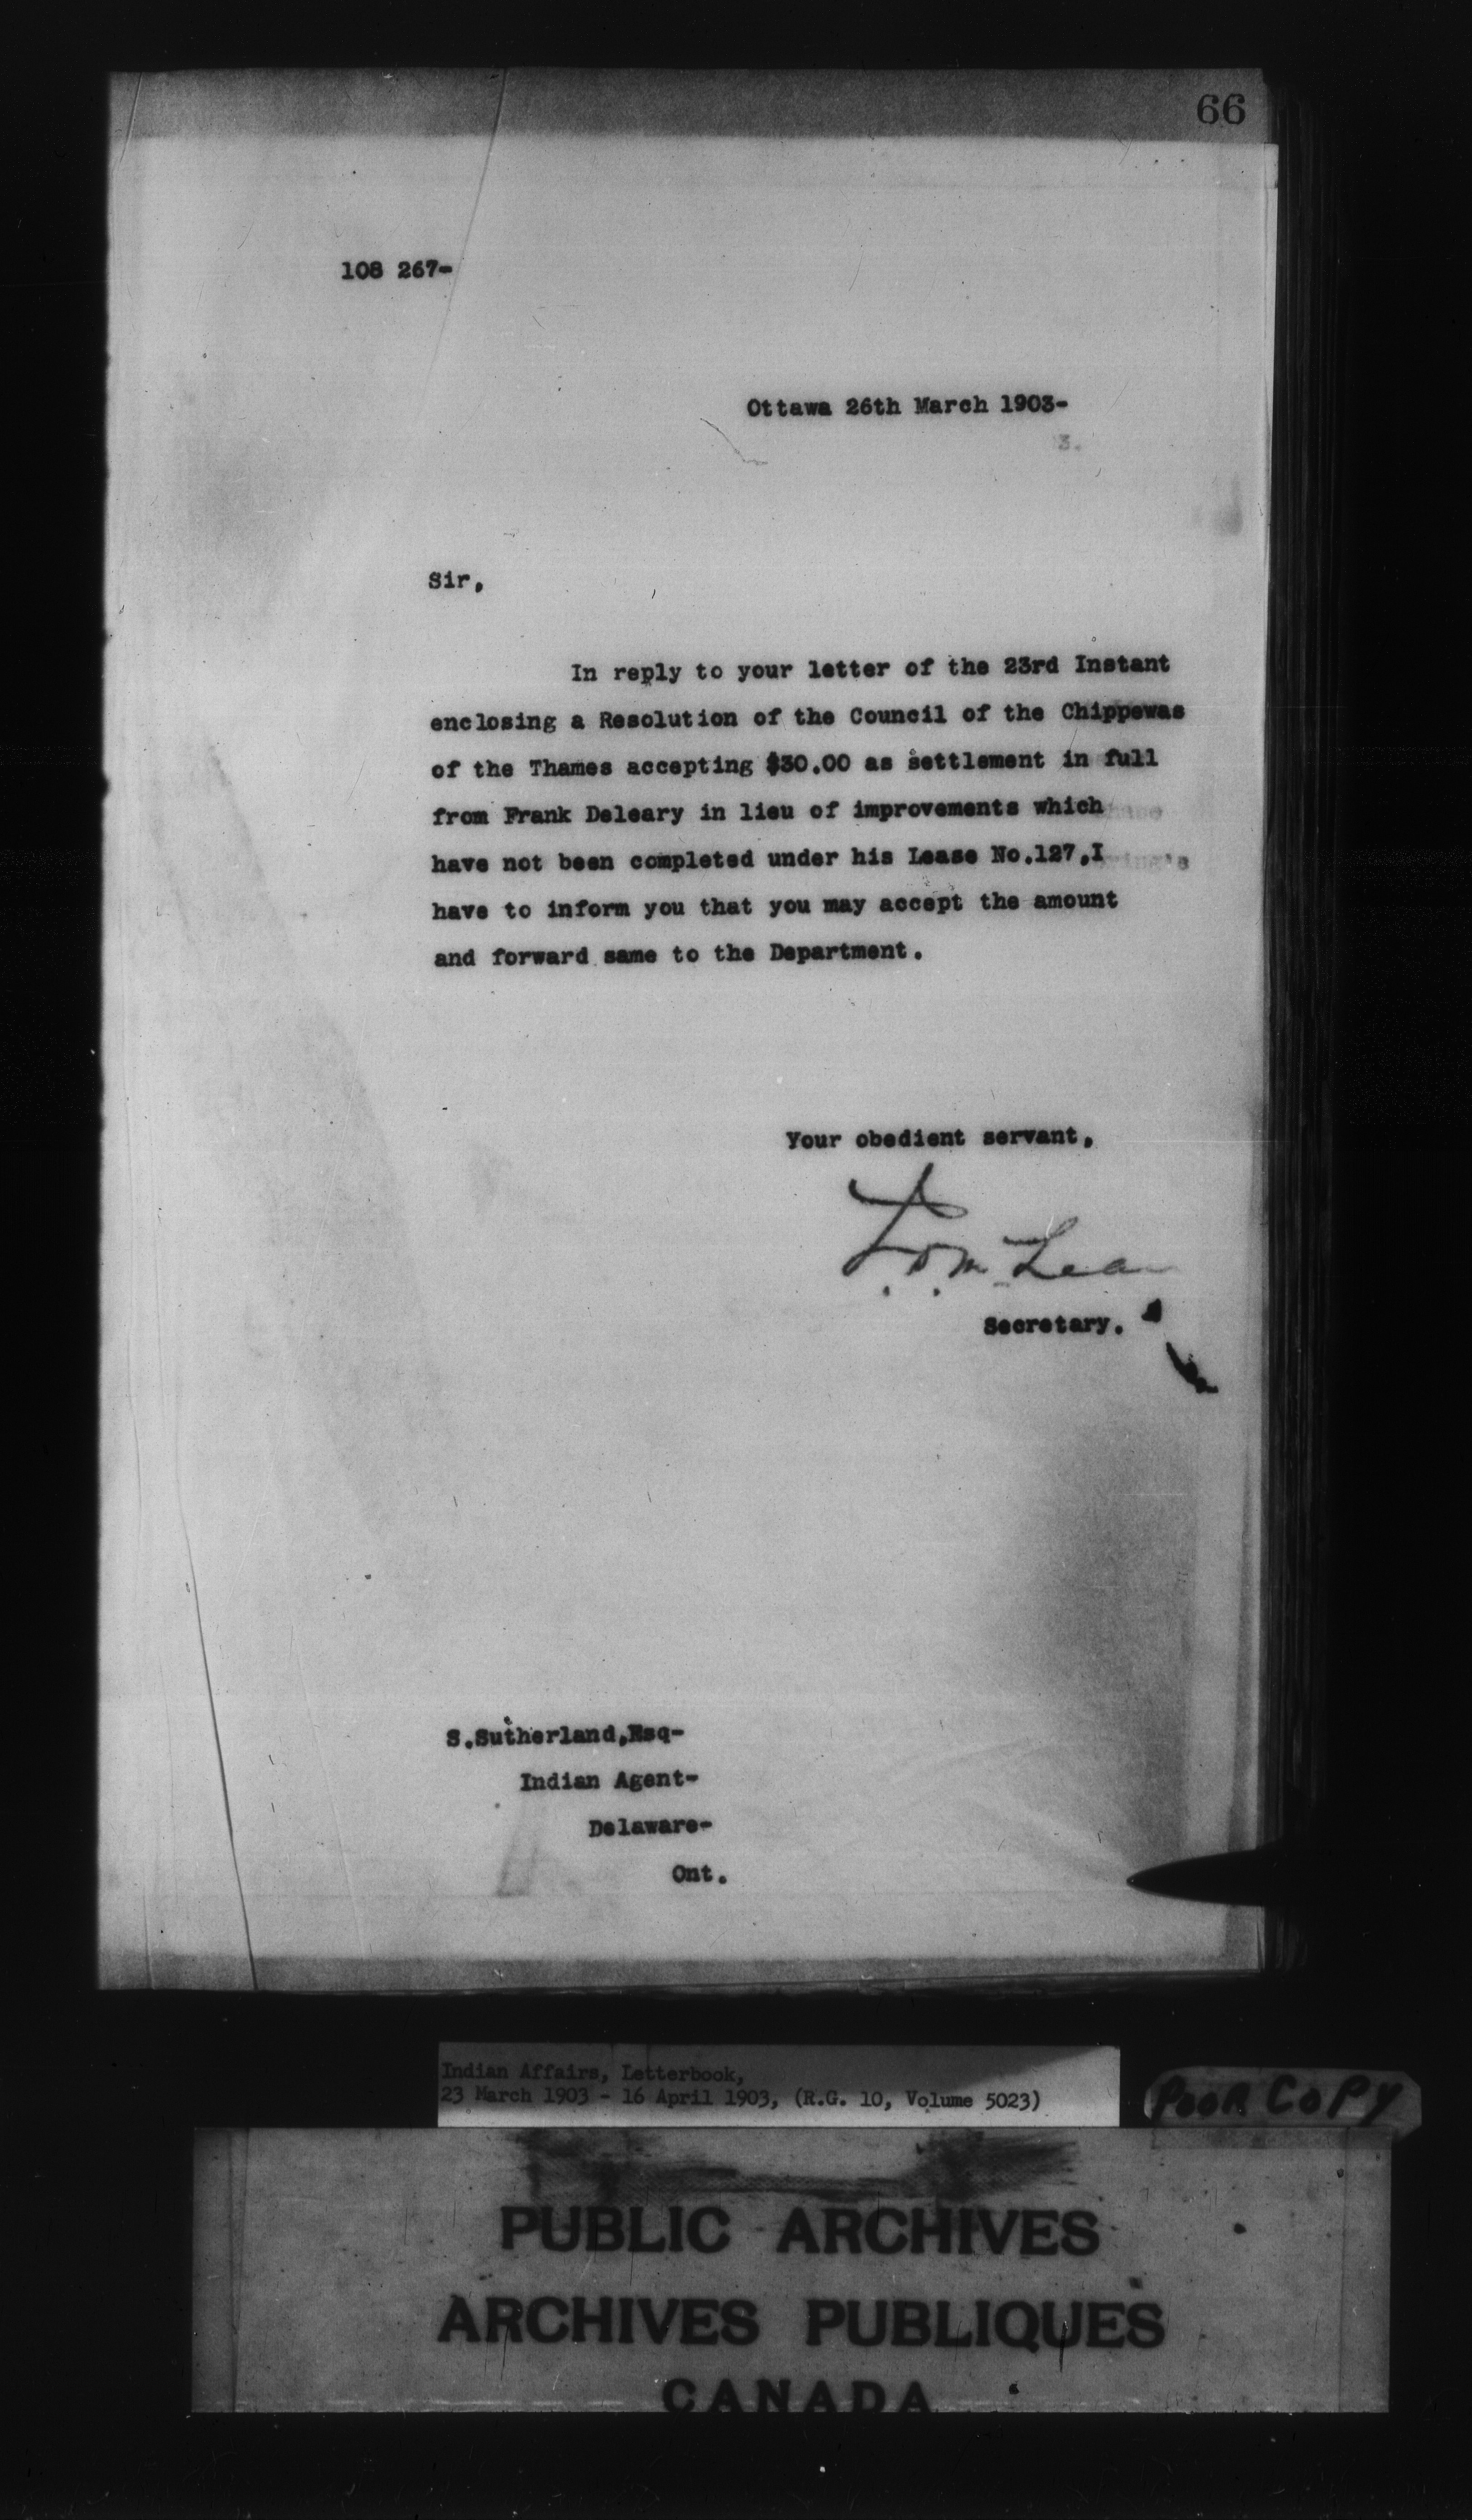 66
108 267-
Ottawa 26th March 1903-
3.
Sir,
In reply to your letter of the 23rd Instant
enclosing a Resolution of the Council of the Chippewas
of the Thames accepting $30.00 as settlement in full
from Frank Deleary in lieu of improvements which
have not been completed under his Lease No.127,I
have to inform you that you may accept the amount
and forward same to the Department.
Your obedient servant,
Secretary.
S.Sutherland,Esq-
Indian Agent-
Delaware-
Ont.
Indian Affairs, Letterbook,
23 March 1903 - 16 April 1903, (R.G. 10, Volume 5023)
POOR COPY
PUBLIC ARCHIVES
ARCHIVES PUBLIQUES
CANADA